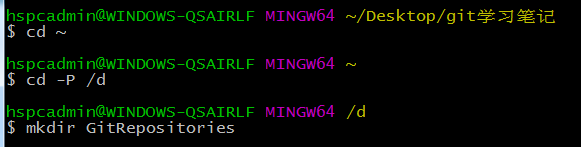 hspcadmin@WINDOWS-QSAIRLF MINGW64 ~/Desktop/git学习笔记
$ cd ~
hspcadmin@WINDOWS-QSAIRLF MINGW64 ~
$ cd -P /d
hspcadmin@WINDOWS-QSAIRLF MINGW64 /d
$ mkdir GitRepositories